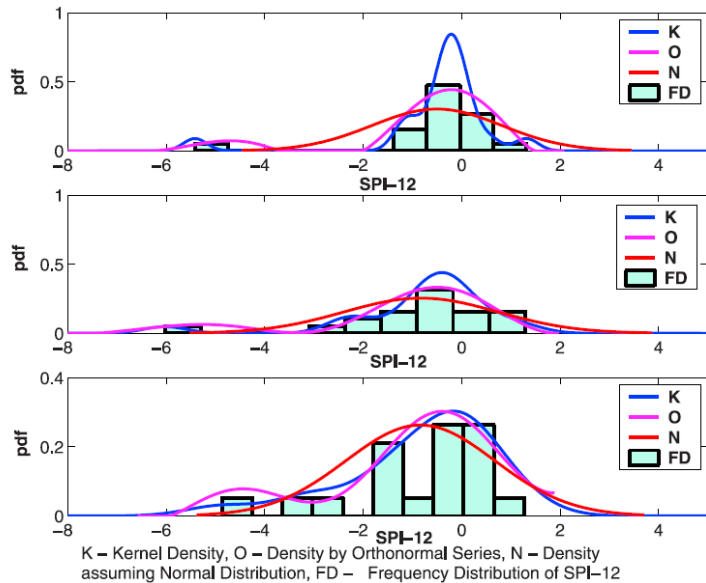 1
K
O
N
FD
0.5
0
pdf
−8 −6 −4 −2 0 2 4
SPI−12
1
K
O
N
FD
0.5
0
pdf
−8 −6 −4 −2 0 2 4
SPI−12
0.4
K
O
N
FD
0.2
0
pdf
−8 −6 −4 −2 0 2 4
SPI−12
K – Kernel Density, O – Density by Orthonormal Series, N – Density
assuming Normal Distribution, FD – Frequency Distribution of SPI−12